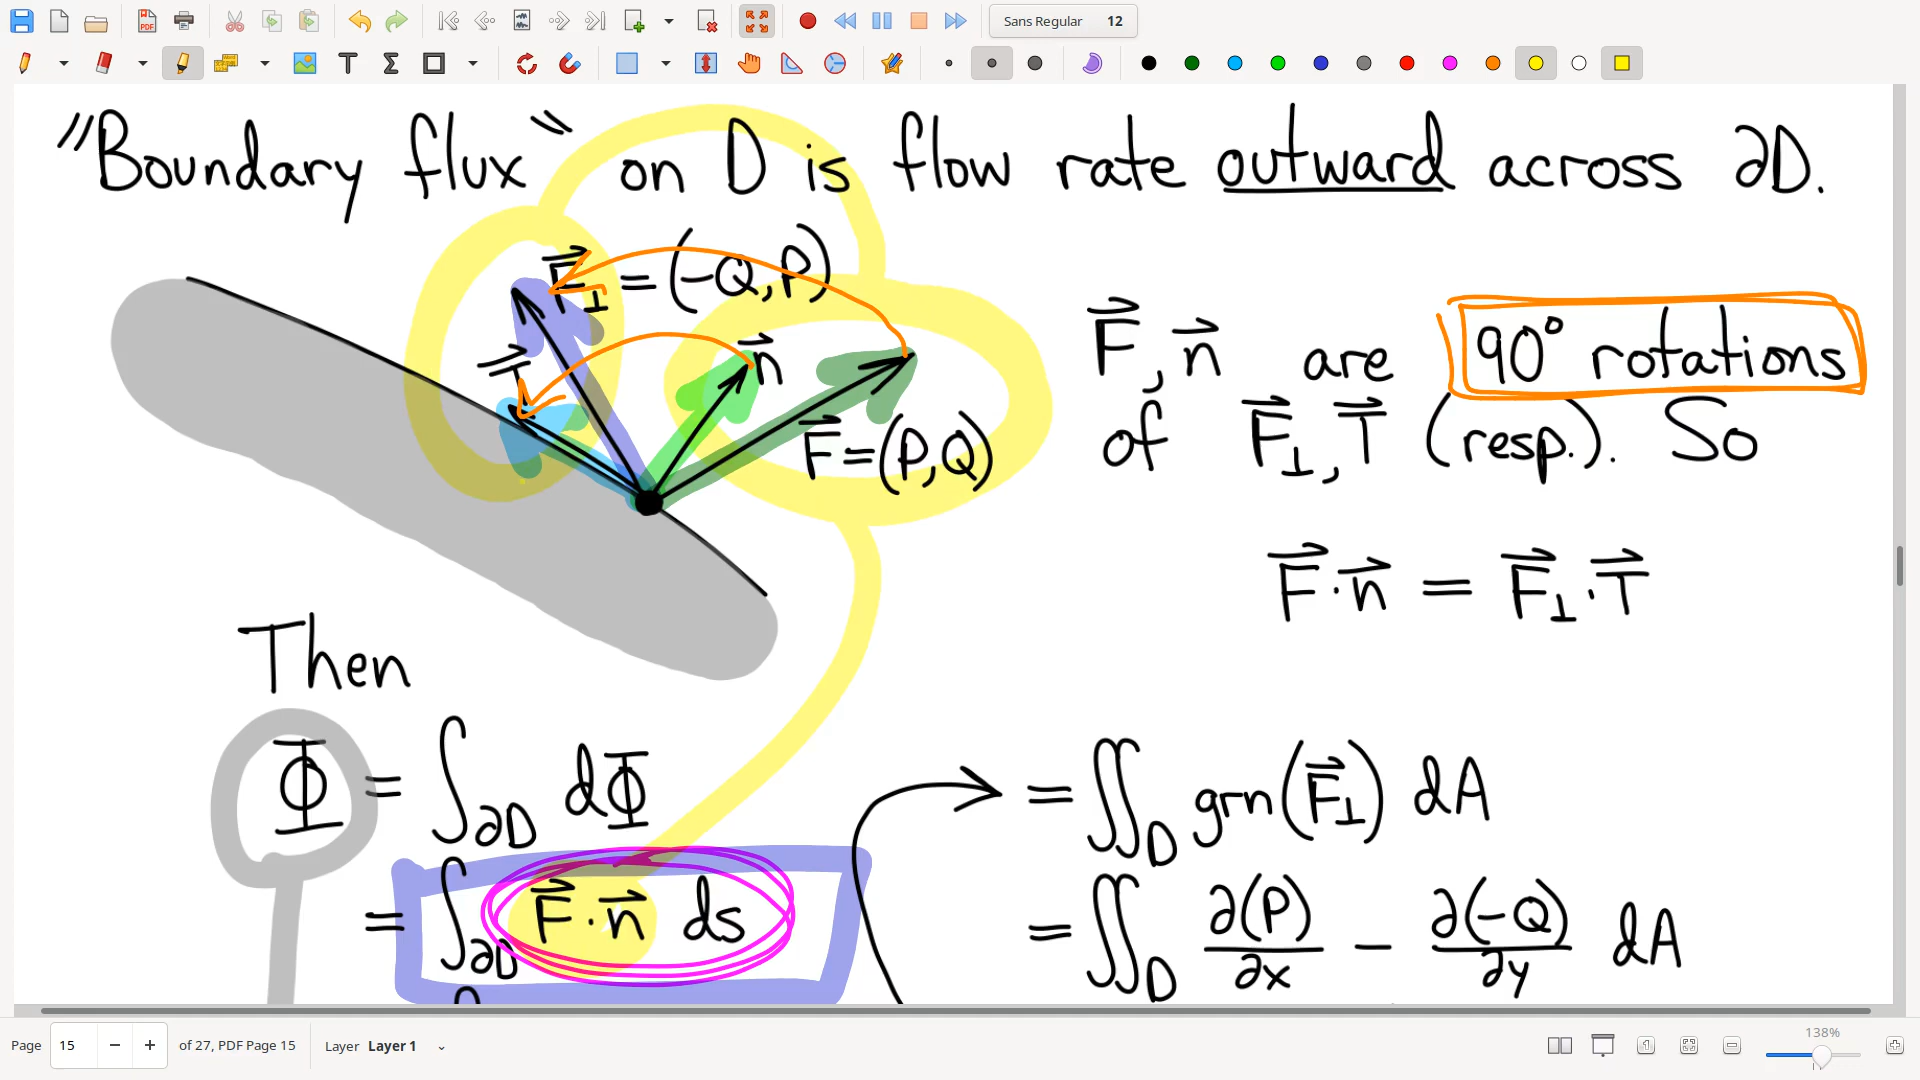 Sans Regular 12
"Boundary flux" on D is flow rate outward across ∂D.
F⃗⊥ = (-Q, P)
n⃗
T⃗
F⃗ = (P, Q)
F⃗, n⃗ are 90° rotations
of F⃗⊥, T⃗ (resp.). So
F⃗ · n⃗ = F⃗⊥ · T⃗
Then
Φ = ∫∂D dΦ
= ∫∂D F⃗ · n⃗ ds
= ∬D grn(F⃗⊥) dA
= ∬D ∂(P)/∂x − ∂(-Q)/∂y dA
Page 15 of 27, PDF Page 15 Layer Layer 1 138%